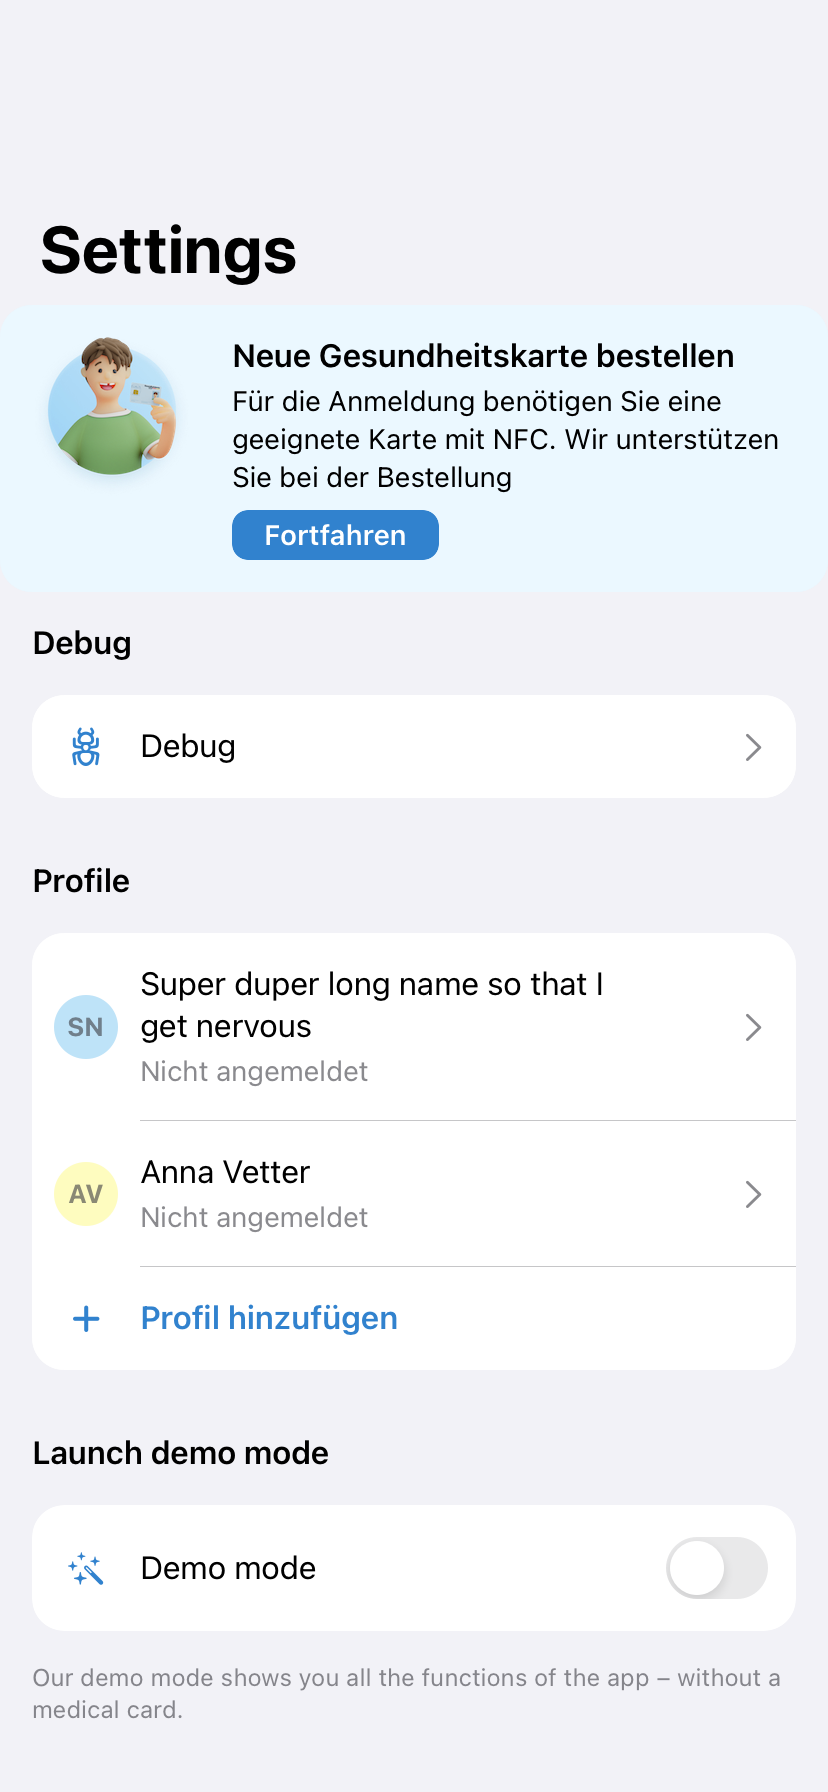 Settings
Neue Gesundheitskarte bestellen
Für die Anmeldung benötigen Sie eine
geeignete Karte mit NFC. Wir unterstützen
Sie bei der Bestellung
Fortfahren
Debug
Debug
Profile
SN
Super duper long name so that I
get nervous
Nicht angemeldet
AV
Anna Vetter
Nicht angemeldet
Profil hinzufügen
Launch demo mode
Demo mode
Our demo mode shows you all the functions of the app – without a
medical card.